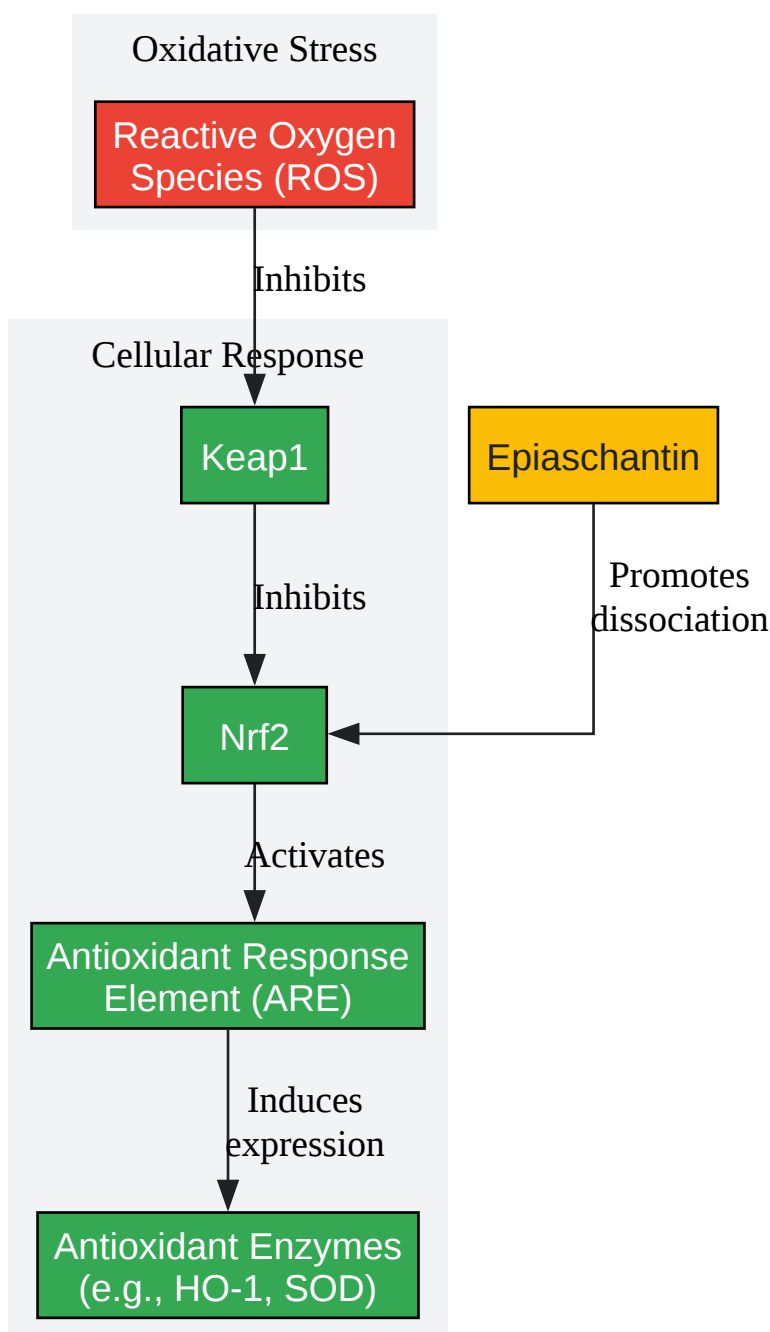 Oxidative Stress
Reactive Oxygen
Species (ROS)
Inhibits
Cellular Response
Keap1
Epiaschantin
Inhibits
Promotes
dissociation
Nrf2
Activates
Antioxidant Response
Element (ARE)
Induces
expression
Antioxidant Enzymes
(e.g., HO-1, SOD)